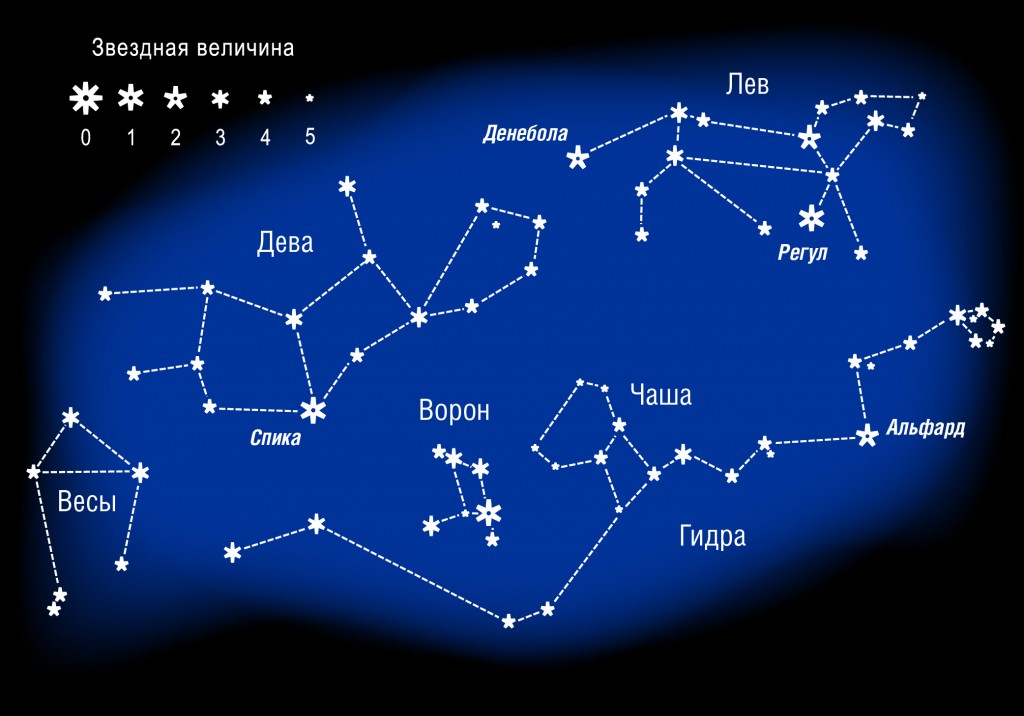 Звездная величина
0 1 2 3 4 5
Лев
Денебола
Дева
Регул
Чаша
Ворон
Альфард
Спика
Весы
Гидра